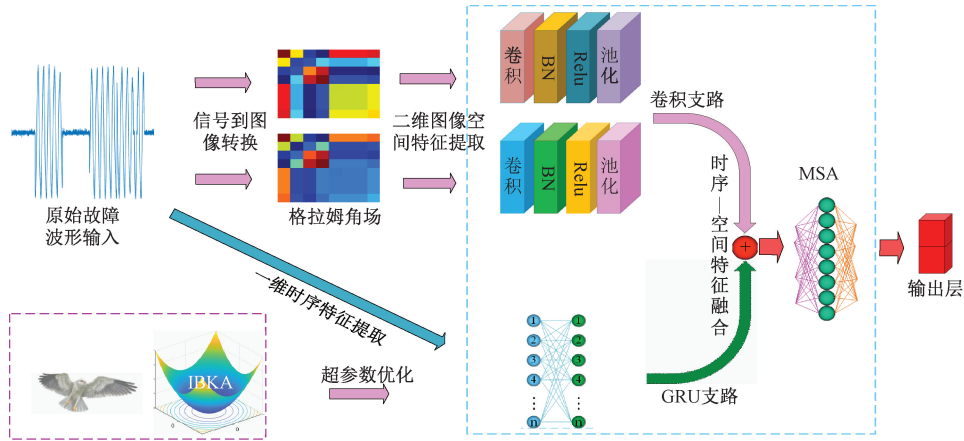 原始故障
波形输入
信号到图
像转换
格拉姆角场
二维图像空
间特征提取
卷积
BN
Relu
池化
卷积
BN
Relu
池化
卷积支路
时序—空间特征融合
+
MSA
输出层
一维时序特征提取
IBKA
0
0
超参数优化
1
2
3
4
n
1
2
3
4
n
GRU支路